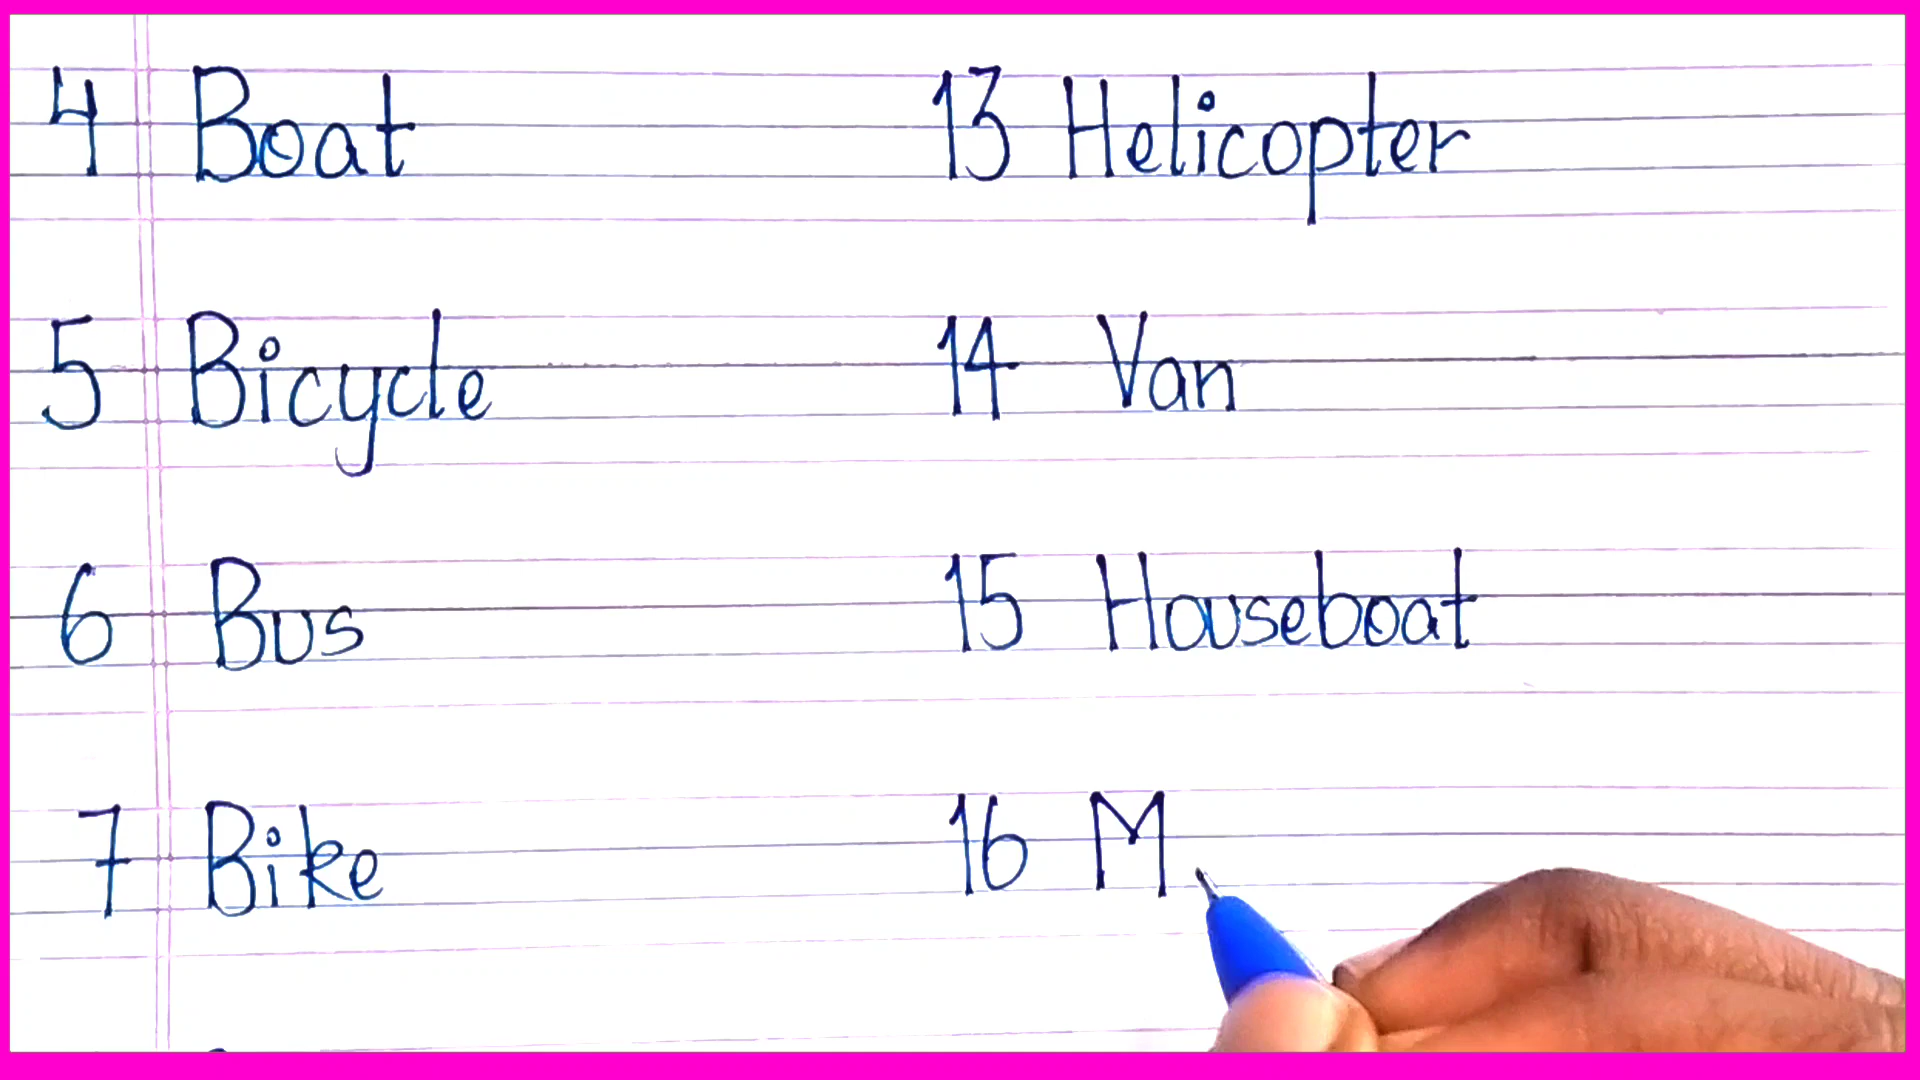 4 Boat
5 Bicycle
6 Bus
7 Bike
13 Helicopter
14 Van
15 Houseboat
16 M